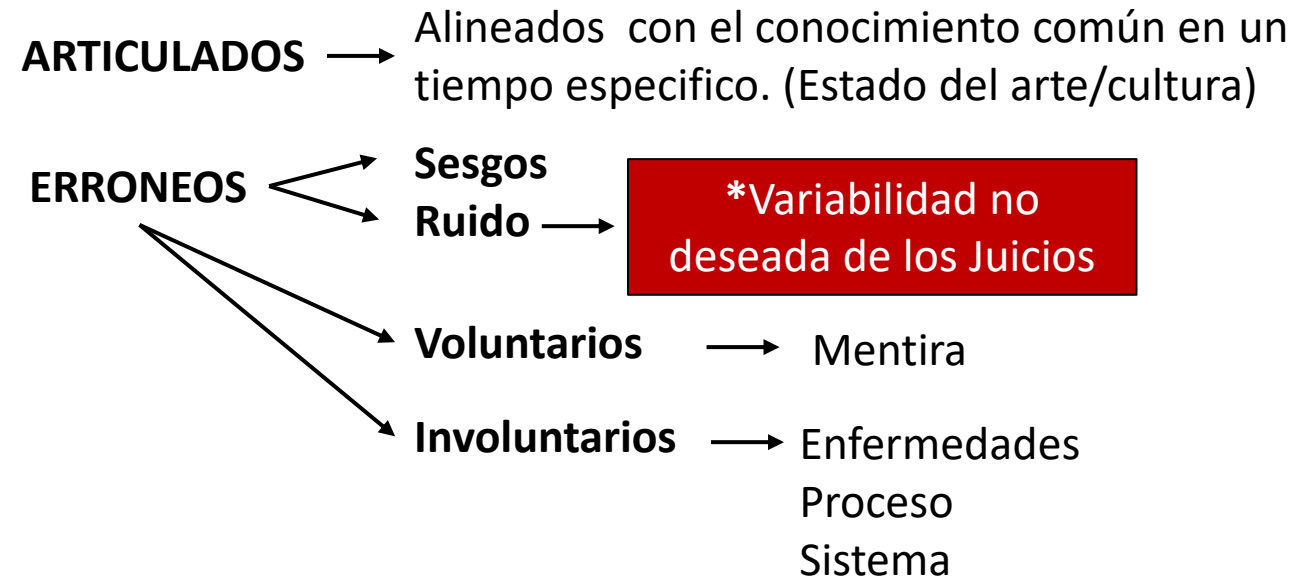 ARTICULADOS
Alineados con el conocimiento común en un
tiempo especifico. (Estado del arte/cultura)
ERRONEOS
Sesgos
Ruido
*Variabilidad no
deseada de los Juicios
Voluntarios
Mentira
Involuntarios
Enfermedades
Proceso
Sistema